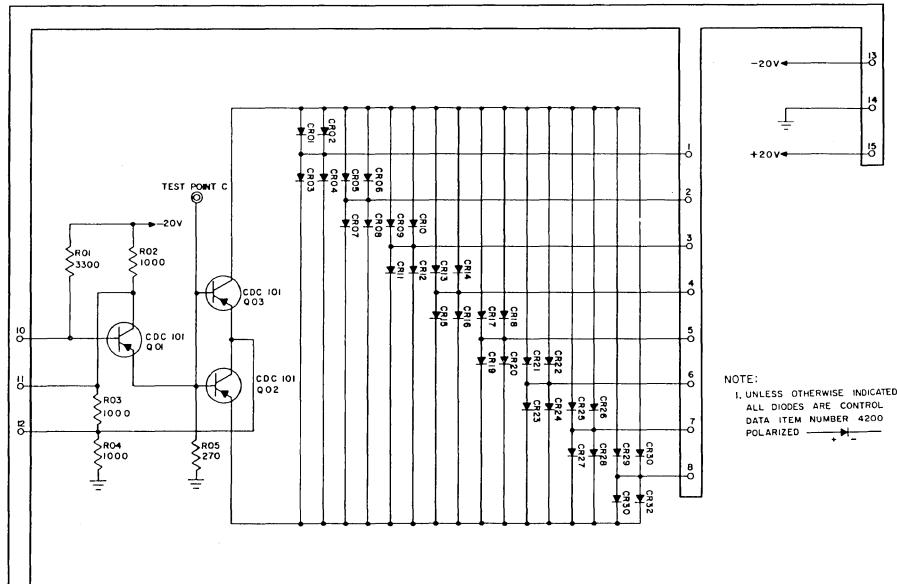 13
-20V
14
+20V
15
CR01
CR02
CR03
CR04
CR05
CR06
CR07
CR08
CR09
CR10
CR11
CR12
CR13
CR14
CR15
CR16
CR17
CR18
CR19
CR20
CR21
CR22
CR23
CR24
CR25
CR26
CR27
CR28
CR29
CR30
CR30
CR32
1
2
3
4
5
6
7
8
TEST POINT C
-20V
R01
3300
R02
1000
CDC 101
Q03
10
CDC 101
Q01
11
CDC 101
Q02
R03
1000
12
R04
1000
R05
270
NOTE:
1. UNLESS OTHERWISE INDICATED
ALL DIODES ARE CONTROL
DATA ITEM NUMBER 4200
POLARIZED
+ -